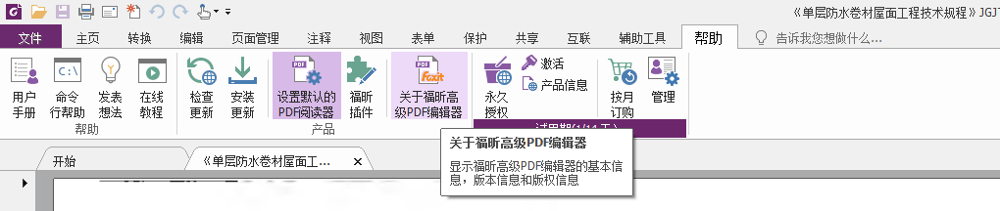 《单层防水卷材屋面工程技术规程》JGJT
文件 主页 转换 编辑 页面管理 注释 视图 表单 保护 共享 互联 辅助工具 帮助 告诉我您想做什么...
用户手册
命令行帮助
发表想法
在线教程
帮助
检查更新
安装更新
设置默认的
PDF阅读器
福昕插件
关于福昕高
级PDF编辑器
产品
永久授权
激活
产品信息
按月订购
管理
开始 《单层防水卷材屋面工... ×
关于福昕高级PDF编辑器
显示福昕高级PDF编辑器的基本信
息，版本信息和版权信息